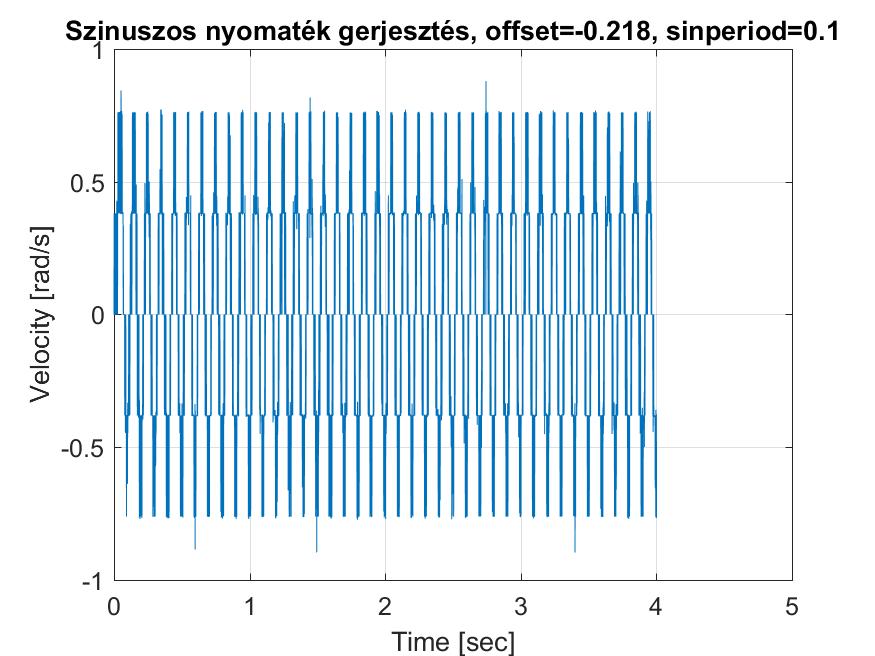 Szinuszos nyomaték gerjesztés, offset=-0.218, sinperiod=0.1
1
0.5
0
-0.5
-1
Velocity [rad/s]
0 1 2 3 4 5
Time [sec]